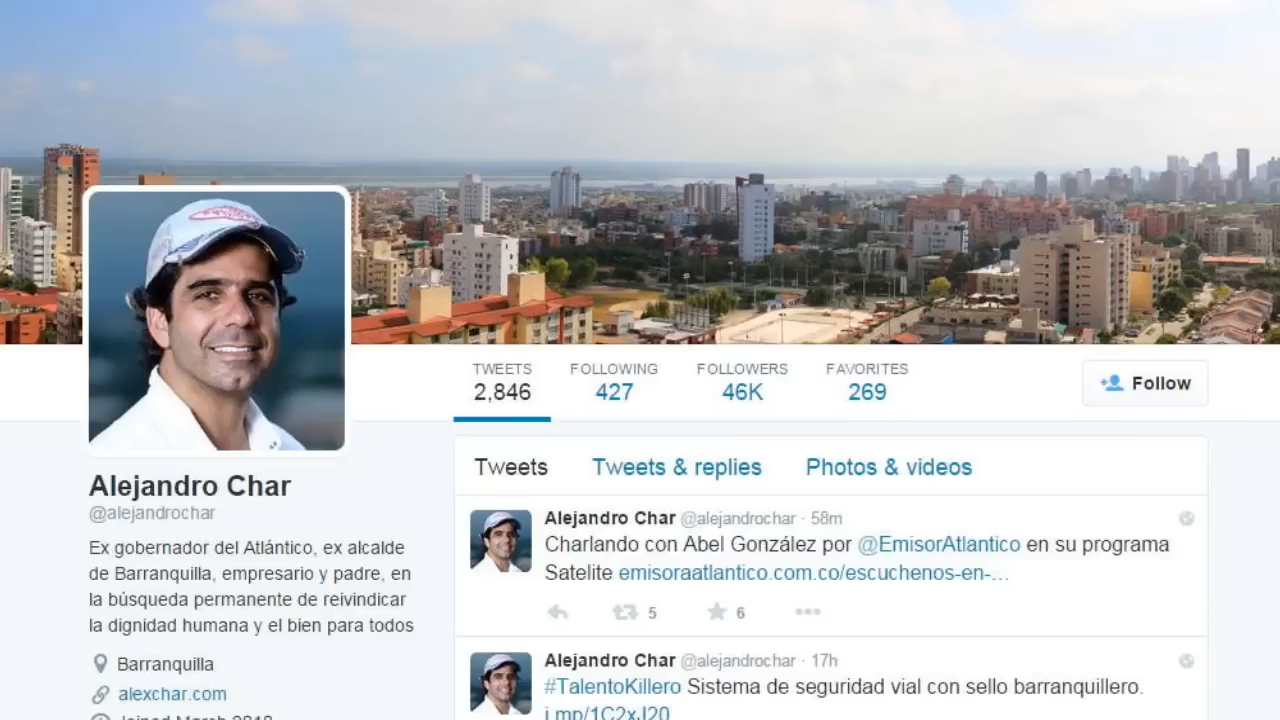 TWEETS FOLLOWING FOLLOWERS FAVORITES
2,846 427 46K 269
Follow
Alejandro Char
@alejandrochar
Ex gobernador del Atlántico, ex alcalde
de Barranquilla, empresario y padre, en
la búsqueda permanente de reivindicar
la dignidad humana y el bien para todos
Barranquilla
alexchar.com
Tweets Tweets & replies Photos & videos
Alejandro Char @alejandrochar · 58m
Charlando con Abel González por @EmisorAtlantico en su programa
Satelite emisoraatlantico.com.co/escuchenos-en-…
5 6
Alejandro Char @alejandrochar · 17h
#TalentoKillero Sistema de seguridad vial con sello barranquillero.